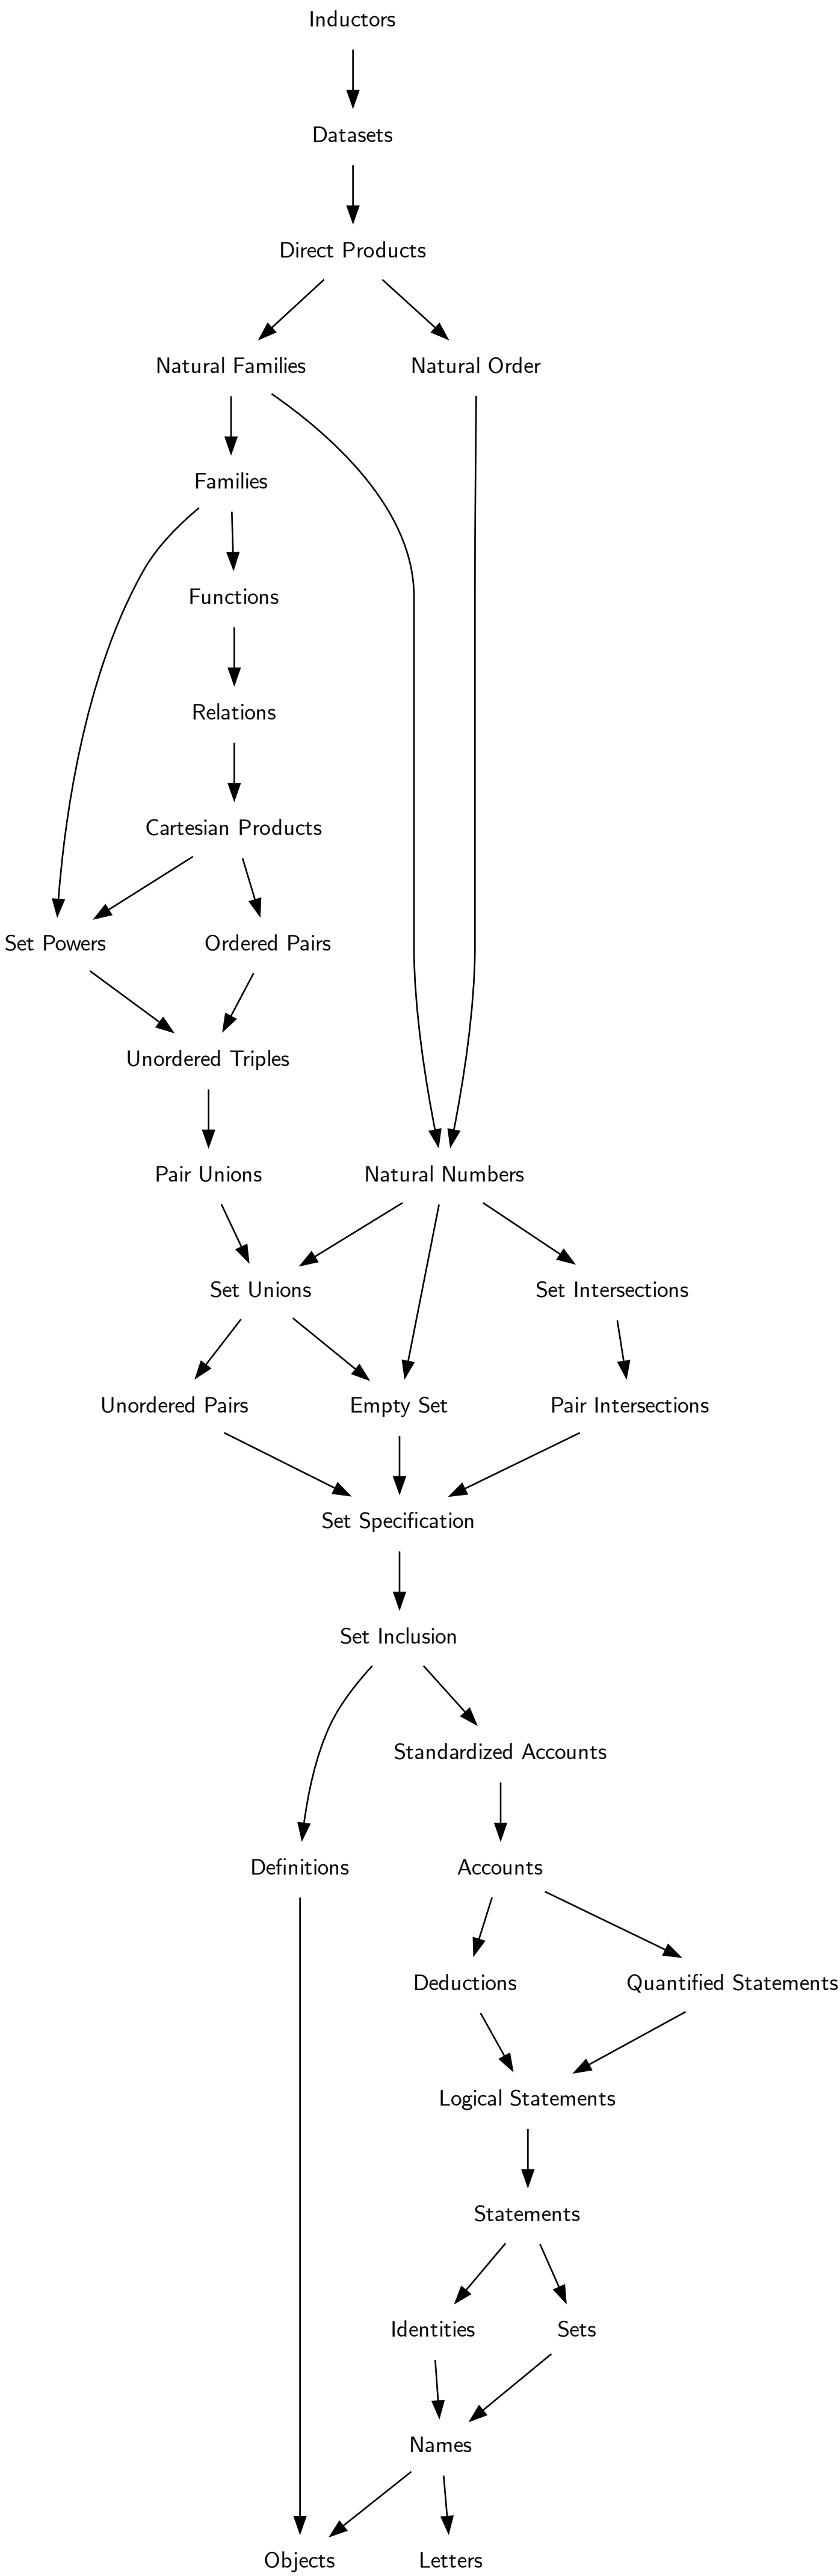 Inductors
Datasets
Direct Products
Natural Families
Natural Order
Families
Functions
Relations
Cartesian Products
Set Powers
Ordered Pairs
Unordered Triples
Pair Unions
Natural Numbers
Set Unions
Set Intersections
Unordered Pairs
Empty Set
Pair Intersections
Set Specification
Set Inclusion
Standardized Accounts
Definitions
Accounts
Deductions
Quantified Statements
Logical Statements
Statements
Identities
Sets
Names
Objects
Letters